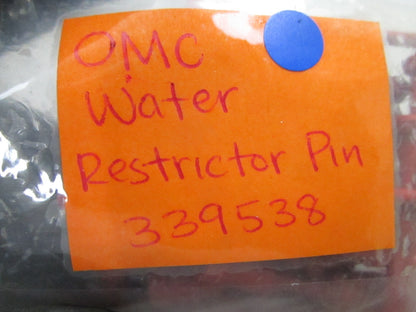 OMC
Water
Restrictor Pin
339538